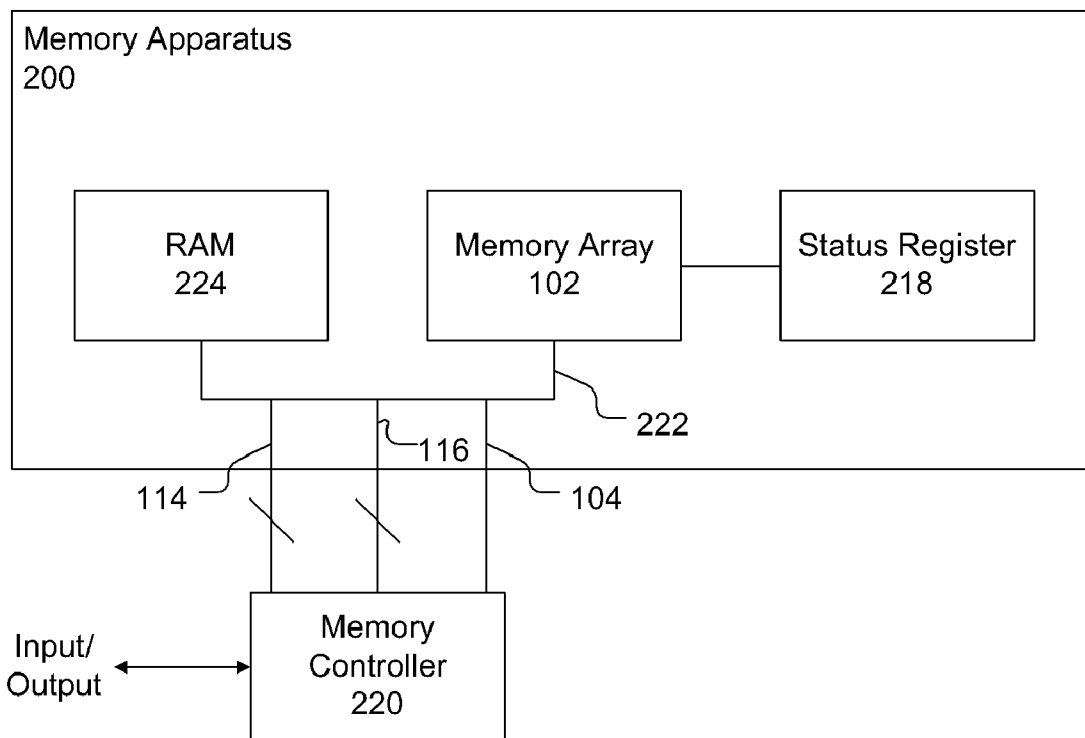 Memory Apparatus
200
RAM
224
Memory Array
102
Status Register
218
222
116
114
104
Memory
Controller
220
Input/
Output